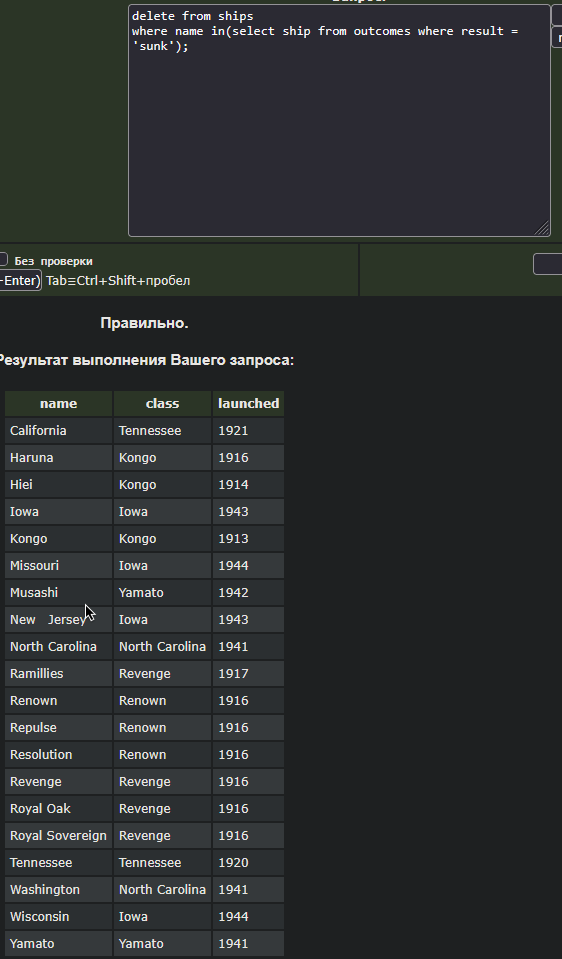 delete from ships
where name in(select ship from outcomes where result =
'sunk');
Без проверки
-Enter) Tab≡Ctrl+Shift+пробел
Правильно.
Результат выполнения Вашего запроса:
name class launched
California Tennessee 1921
Haruna Kongo 1916
Hiei Kongo 1914
Iowa Iowa 1943
Kongo Kongo 1913
Missouri Iowa 1944
Musashi Yamato 1942
New Jersey Iowa 1943
North Carolina North Carolina 1941
Ramillies Revenge 1917
Renown Renown 1916
Repulse Renown 1916
Resolution Renown 1916
Revenge Revenge 1916
Royal Oak Revenge 1916
Royal Sovereign Revenge 1916
Tennessee Tennessee 1920
Washington North Carolina 1941
Wisconsin Iowa 1944
Yamato Yamato 1941